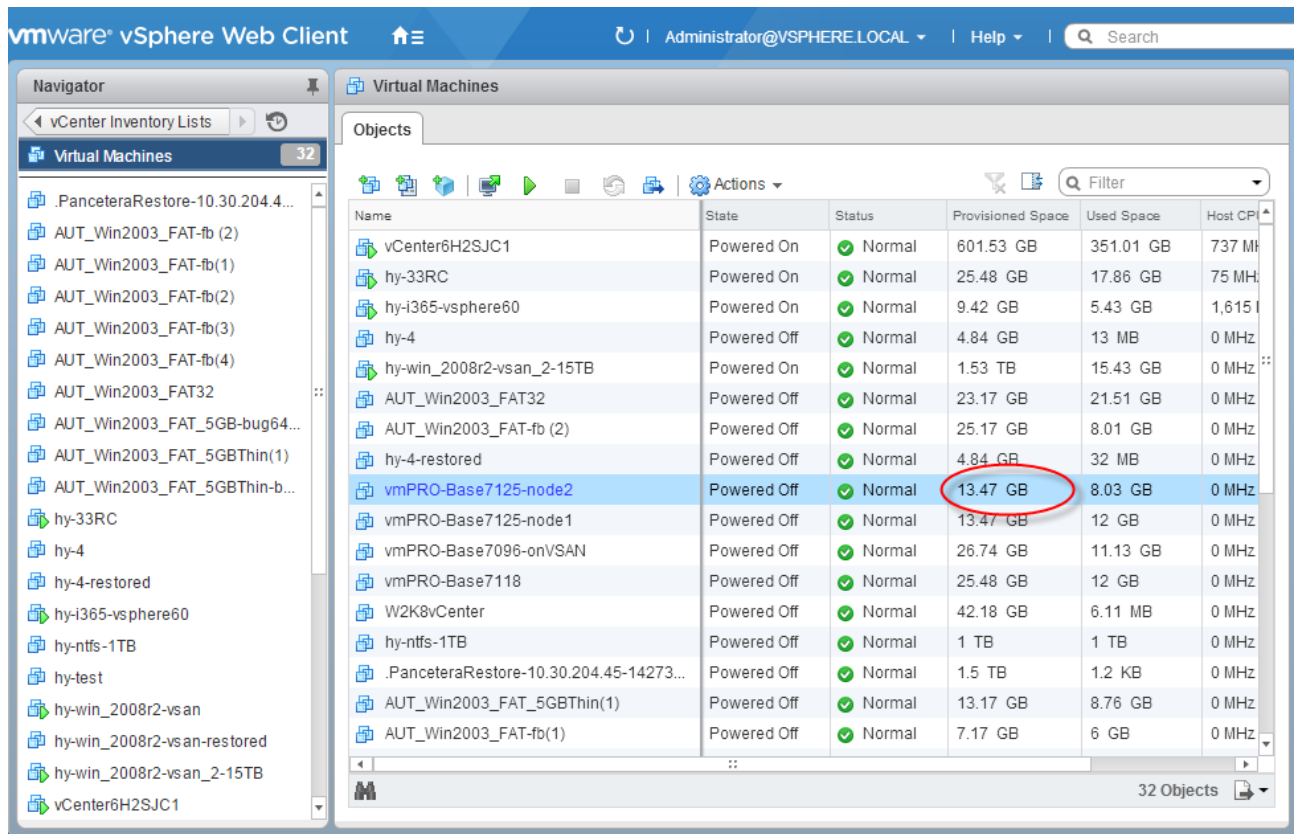 vmware® vSphere Web Client
Administrator@VSPHERE.LOCAL
Help
Search
Navigator
vCenter Inventory Lists
Virtual Machines 32
.PanceteraRestore-10.30.204.4...
AUT_Win2003_FAT-fb (2)
AUT_Win2003_FAT-fb(1)
AUT_Win2003_FAT-fb(2)
AUT_Win2003_FAT-fb(3)
AUT_Win2003_FAT-fb(4)
AUT_Win2003_FAT32
AUT_Win2003_FAT_5GB-bug64...
AUT_Win2003_FAT_5GBThin(1)
AUT_Win2003_FAT_5GBThin-b...
hy-33RC
hy-4
hy-4-restored
hy-i365-vsphere60
hy-ntfs-1TB
hy-test
hy-win_2008r2-vsan
hy-win_2008r2-vsan-restored
hy-win_2008r2-vsan_2-15TB
vCenter6H2SJC1
Virtual Machines
Objects
Actions
Filter
Name State Status Provisioned Space Used Space Host CPU
vCenter6H2SJC1 Powered On Normal 601.53 GB 351.01 GB 737 MH
hy-33RC Powered On Normal 25.48 GB 17.86 GB 75 MH
hy-i365-vsphere60 Powered On Normal 9.42 GB 5.43 GB 1,615
hy-4 Powered Off Normal 4.84 GB 13 MB 0 MHz
hy-win_2008r2-vsan_2-15TB Powered On Normal 1.53 TB 15.43 GB 0 MHz
AUT_Win2003_FAT32 Powered Off Normal 23.17 GB 21.51 GB 0 MHz
AUT_Win2003_FAT-fb (2) Powered Off Normal 25.17 GB 8.01 GB 0 MHz
hy-4-restored Powered Off Normal 4.84 GB 32 MB 0 MHz
vmPRO-Base7125-node2 Powered Off Normal 13.47 GB 8.03 GB 0 MHz
vmPRO-Base7125-node1 Powered Off Normal 13.47 GB 12 GB 0 MHz
vmPRO-Base7096-onVSAN Powered Off Normal 26.74 GB 11.13 GB 0 MHz
vmPRO-Base7118 Powered Off Normal 25.48 GB 12 GB 0 MHz
W2K8vCenter Powered Off Normal 42.18 GB 6.11 MB 0 MHz
hy-ntfs-1TB Powered Off Normal 1 TB 1 TB 0 MHz
.PanceteraRestore-10.30.204.45-14273... Powered Off Normal 1.5 TB 1.2 KB 0 MHz
AUT_Win2003_FAT_5GBThin(1) Powered Off Normal 13.17 GB 8.76 GB 0 MHz
AUT_Win2003_FAT-fb(1) Powered Off Normal 7.17 GB 6 GB 0 MHz
32 Objects